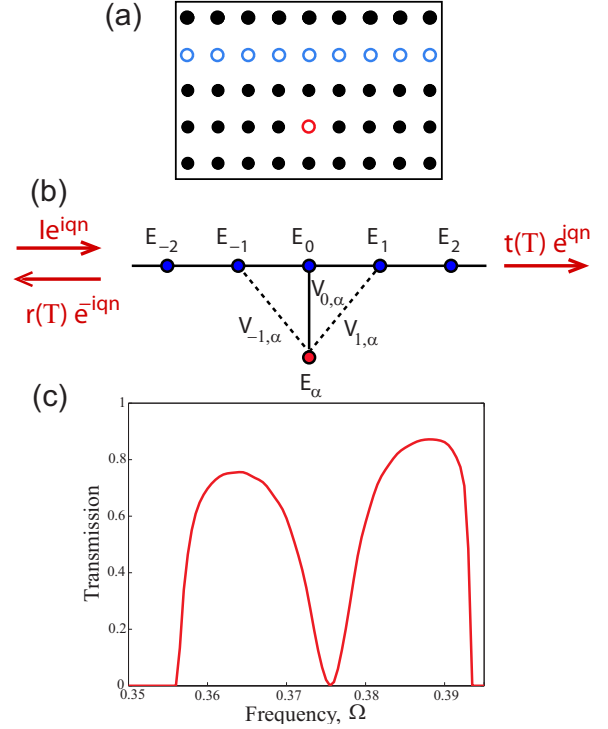 (a)
(b)
Ie^{iqn}
r(T) e^{-iqn}
E_{-2} E_{-1} E_0 E_1 E_2
t(T) e^{iqn}
V_{0,α}
V_{-1,α} V_{1,α}
E_α
(c)
Transmission
1
0.8
0.6
0.4
0.2
0
0.35 0.36 0.37 0.38 0.39
Frequency, Ω